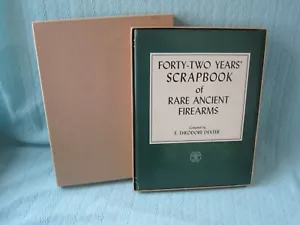 FORTY-TWO YEARS'
SCRAPBOOK
of
RARE ANCIENT
FIREARMS
Compiled by
F. THEODORE DEXTER